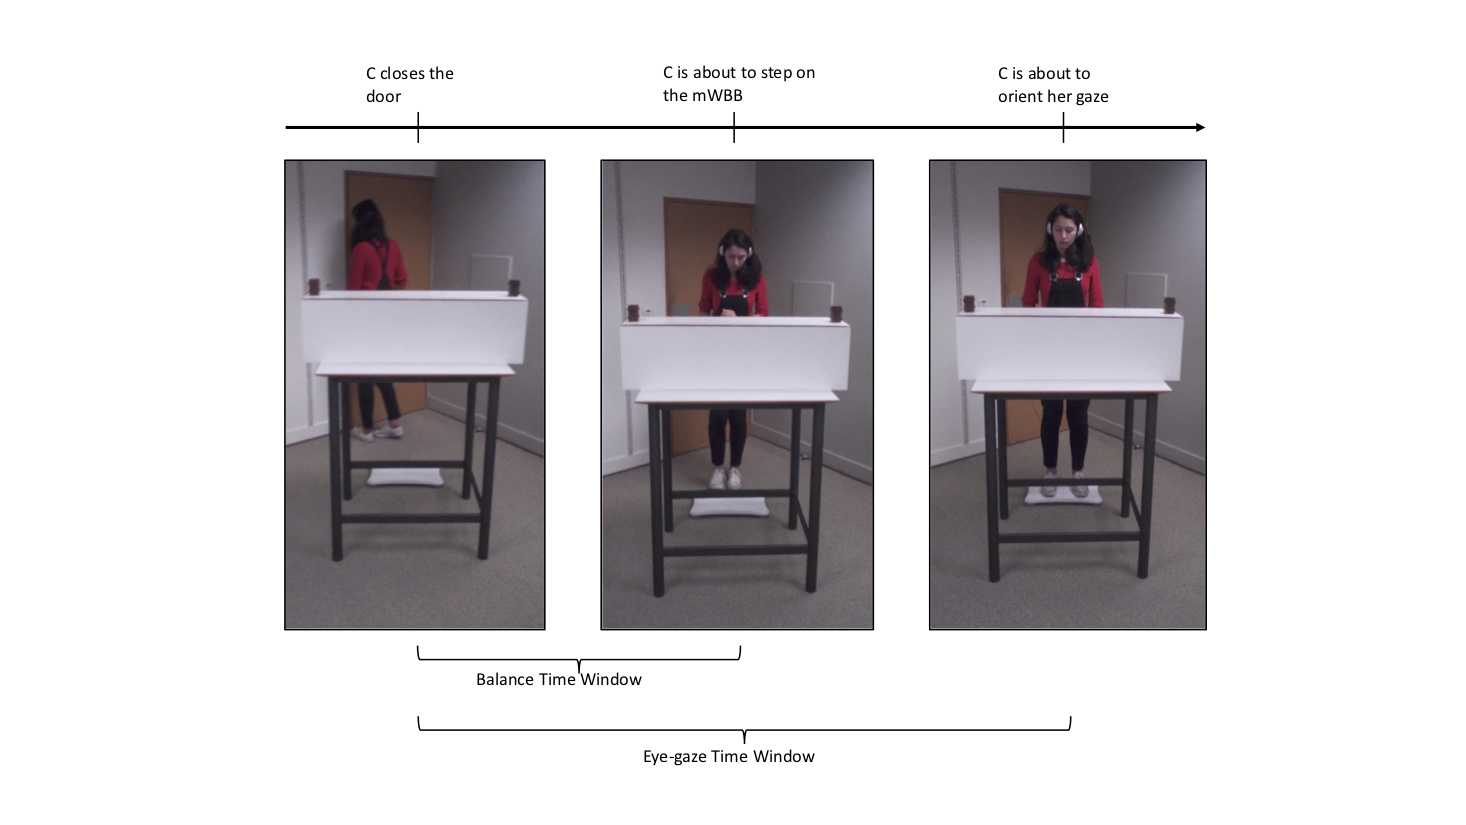 C closes the
door
C is about to step on
the mWBB
C is about to
orient her gaze
Balance Time Window
Eye-gaze Time Window